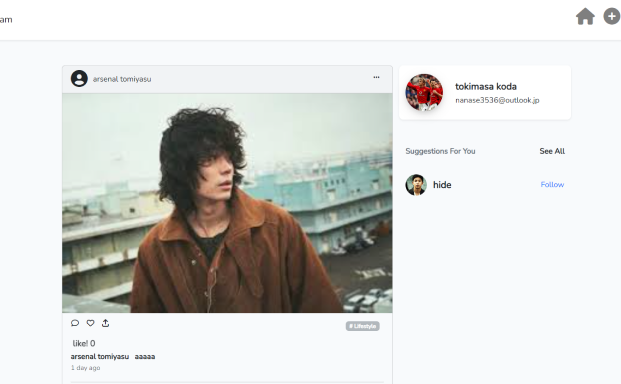 am
arsenal tomiyasu
tokimasa koda
nanase3536@outlook.jp
Suggestions For You
See All
hide
Follow
# Lifestyle
like! 0
arsenal tomiyasu aaaaa
1 day ago